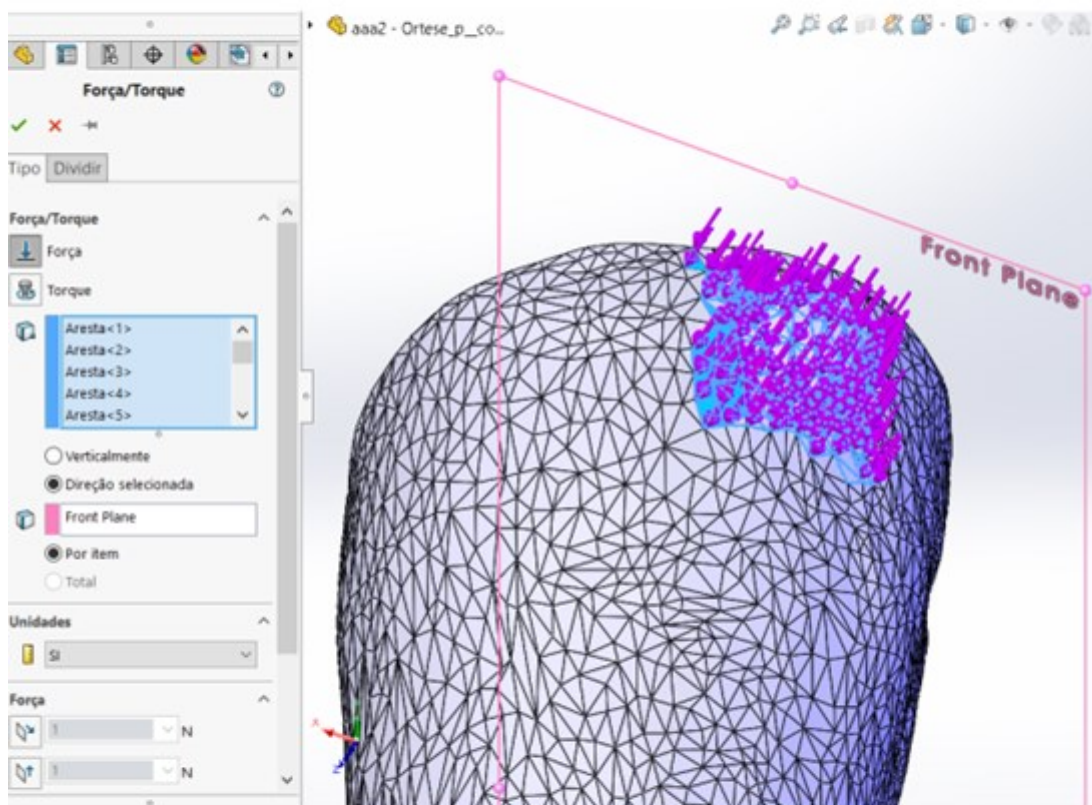 aaa2 - Ortese_p_co...
Força/Torque
Tipo Dividir
Força/Torque
Força
Torque
Aresta<1>
Aresta<2>
Aresta<3>
Aresta<4>
Aresta<5>
Verticalmente
Direção selecionada
Front Plane
Por item
Total
Unidades
SI
Força
1 N
1 N
Front Plane
x
z